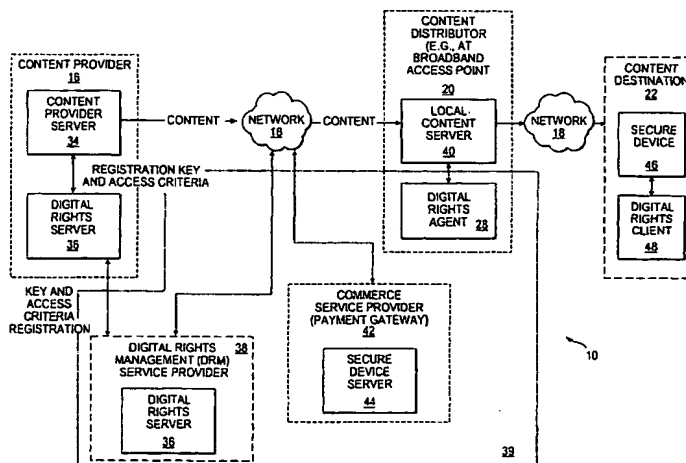 CONTENT PROVIDER
16
CONTENT
PROVIDER
SERVER
34
DIGITAL
RIGHTS
SERVER
36
CONTENT
NETWORK
18
CONTENT
REGISTRATION KEY
AND ACCESS CRITERIA
CONTENT
DISTRIBUTOR
(E.G., AT
BROADBAND
ACCESS POINT)
20
LOCAL-
CONTENT
SERVER
40
DIGITAL
RIGHTS
AGENT 28
NETWORK
18
CONTENT
DESTINATION
22
SECURE
DEVICE
46
DIGITAL
RIGHTS
CLIENT
48
KEY AND
ACCESS
CRITERIA
REGISTRATION
DIGITAL RIGHTS 38
MANAGEMENT (DRM)
SERVICE PROVIDER
DIGITAL
RIGHTS
SERVER
36
COMMERCE
SERVICE PROVIDER
(PAYMENT GATEWAY)
42
SECURE
DEVICE
SERVER
44
10
39